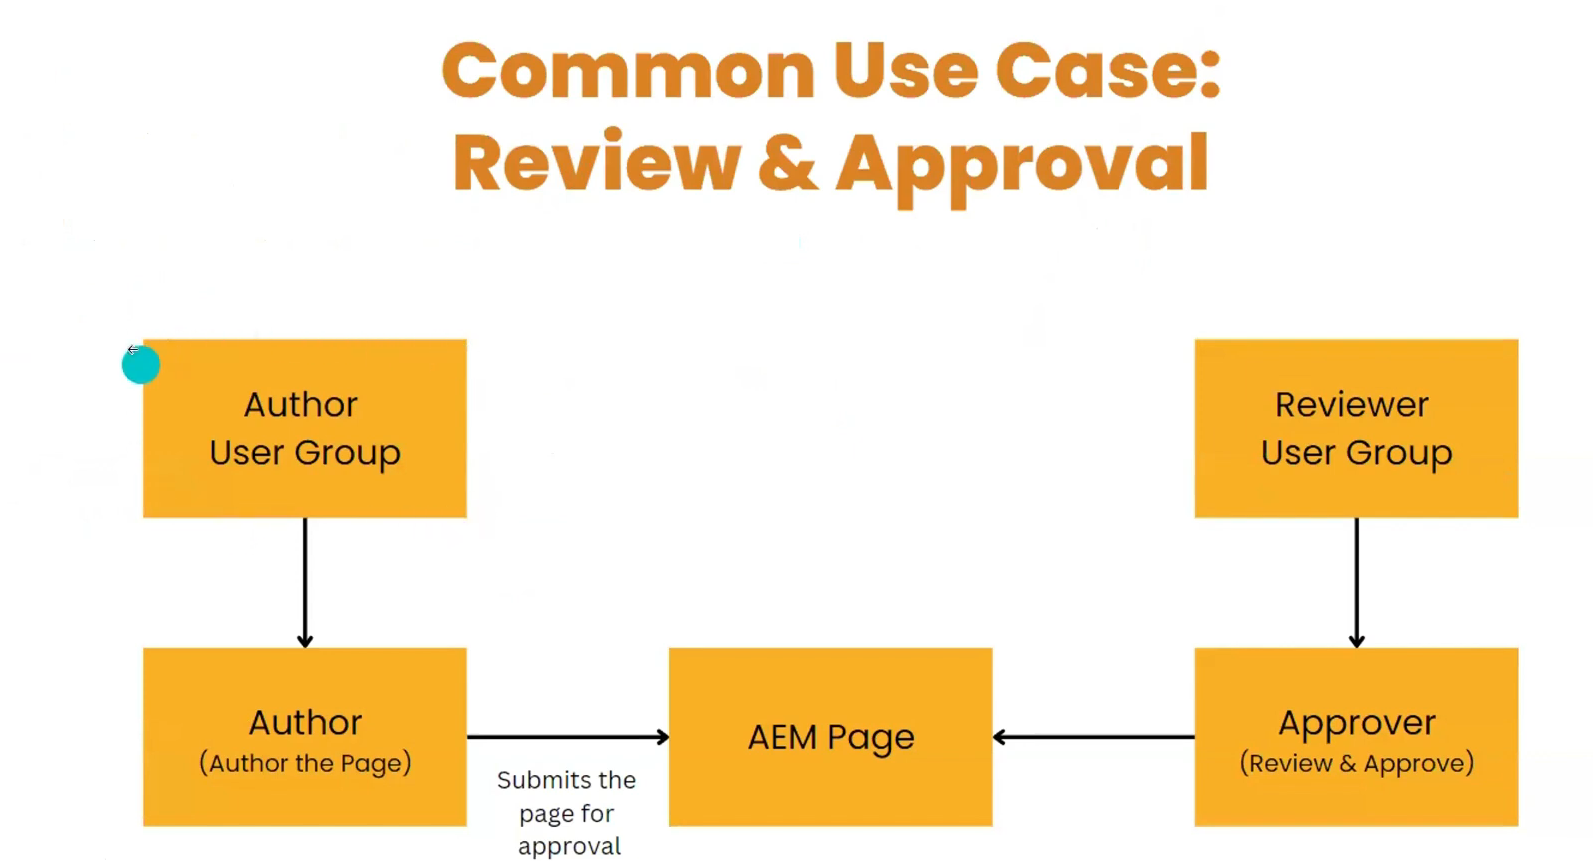 Common Use Case:
Review & Approval
Author
User Group
Reviewer
User Group
Author
(Author the Page)
Submits the
page for
approval
AEM Page
Approver
(Review & Approve)